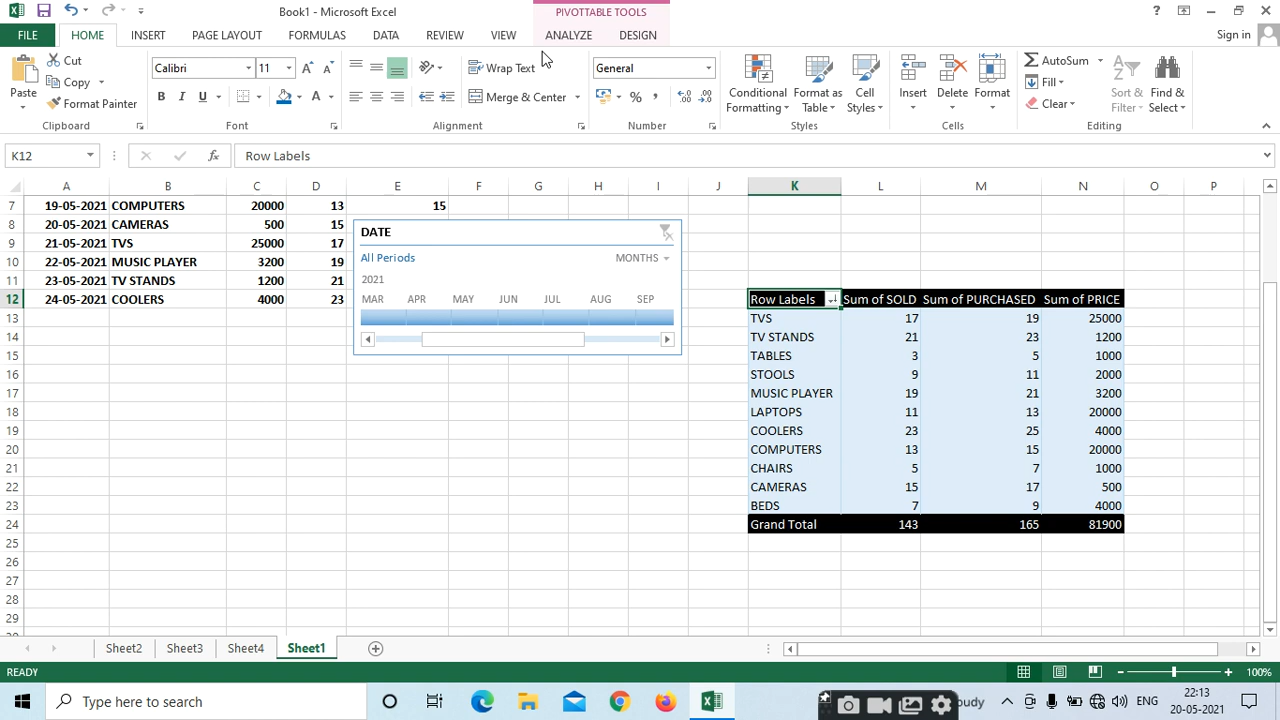 Book1 - Microsoft Excel
PIVOTTABLE TOOLS
?
FILE HOME INSERT PAGE LAYOUT FORMULAS DATA REVIEW VIEW ANALYZE DESIGN Sign in
Paste Cut Copy Format Painter
Clipboard
Calibri 11
B I U A
Font
Wrap Text
Merge & Center
Alignment
General
%
Number
Conditional Formatting Format as Table Cell Styles
Styles
Insert Delete Format
Cells
AutoSum Fill Clear Sort & Filter Find & Select
Editing
K12 fx Row Labels
A B C D E F G H I J K L M N O P
7 19-05-2021 COMPUTERS 20000 13 15
8 20-05-2021 CAMERAS 500 15
9 21-05-2021 TVS 25000 17
10 22-05-2021 MUSIC PLAYER 3200 19
11 23-05-2021 TV STANDS 1200 21
12 24-05-2021 COOLERS 4000 23
DATE
All Periods MONTHS
2021
MAR APR MAY JUN JUL AUG SEP
Row Labels Sum of SOLD Sum of PURCHASED Sum of PRICE
13 TVS 17 19 25000
14 TV STANDS 21 23 1200
15 TABLES 3 5 1000
16 STOOLS 9 11 2000
17 MUSIC PLAYER 19 21 3200
18 LAPTOPS 11 13 20000
19 COOLERS 23 25 4000
20 COMPUTERS 13 15 20000
21 CHAIRS 5 7 1000
22 CAMERAS 15 17 500
23 BEDS 7 9 4000
24 Grand Total 143 165 81900
25
26
27
28
29
Sheet2 Sheet3 Sheet4 Sheet1
READY 100%
Type here to search
ENG
22:13
20-05-2021